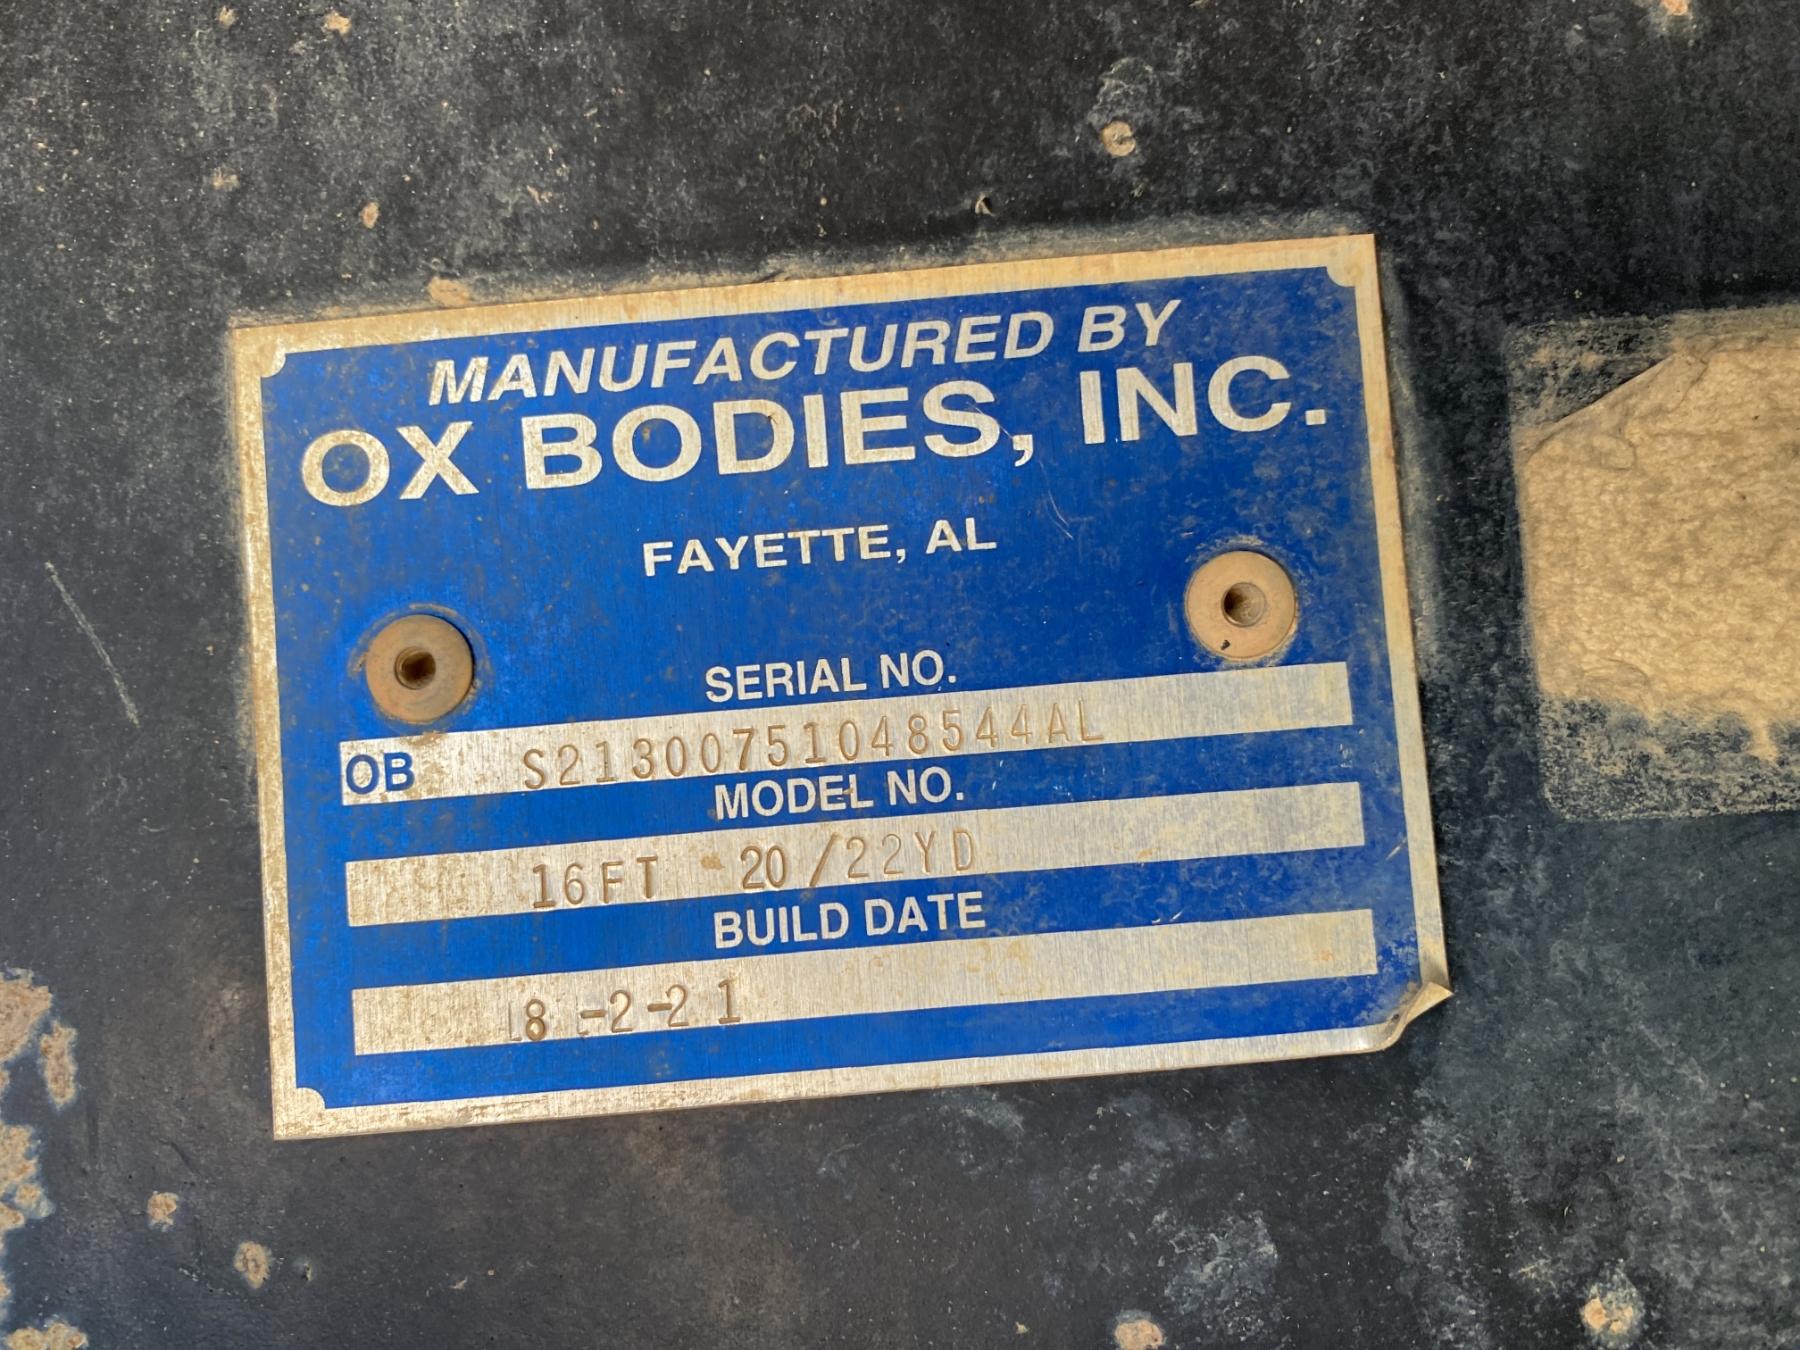 MANUFACTURED BY
OX BODIES, INC.
FAYETTE, AL
SERIAL NO.
OB S21300751048544AL
MODEL NO.
16FT 20/22YD
BUILD DATE
8-2-21